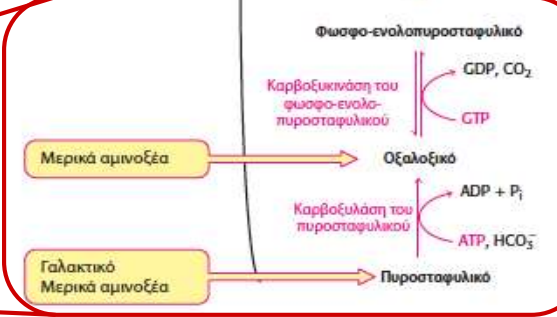 Φωσφο-ενολοπυροσταφυλικό
GDP, CO2
Καρβοξυκινάση του
φωσφο-ενολο-
πυροσταφυλικού
GTP
Μερικά αμινοξέα
Οξαλοξικό
ADP + Pi
Καρβοξυλάση του
πυροσταφυλικού
ATP, HCO3−
Γαλακτικό
Μερικά αμινοξέα
Πυροσταφυλικό